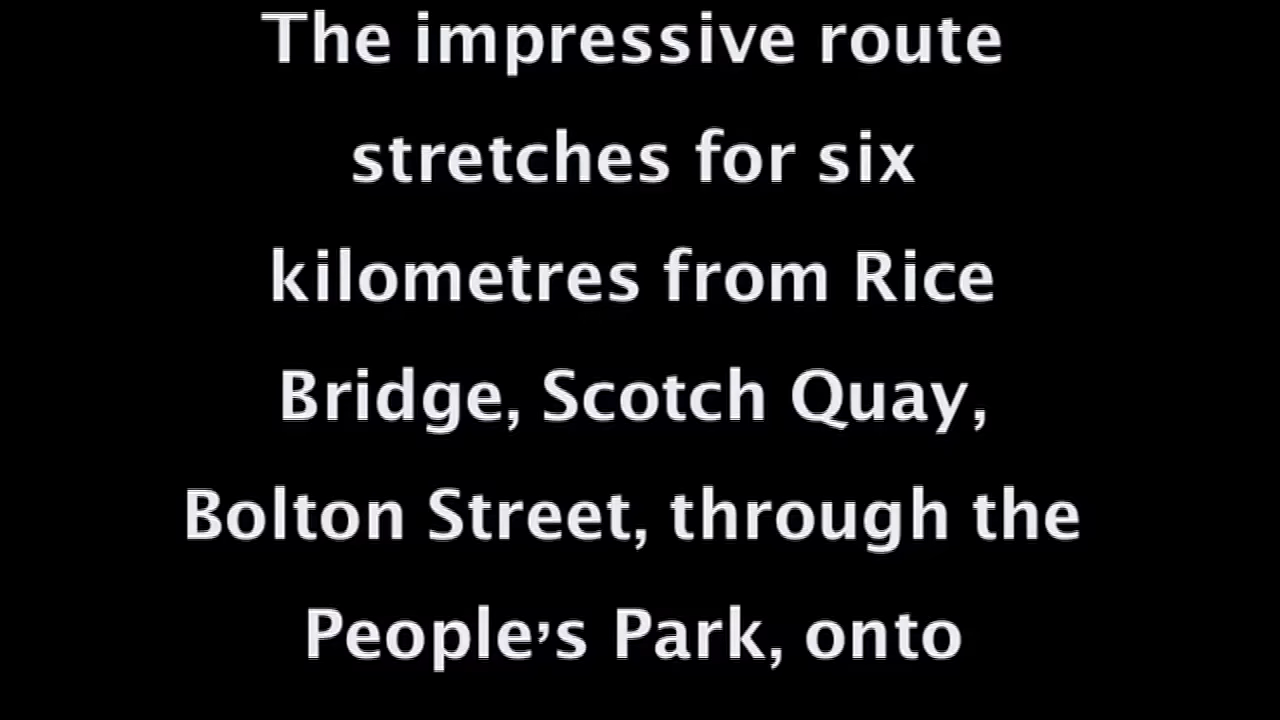 The impressive route
stretches for six
kilometres from Rice
Bridge, Scotch Quay,
Bolton Street, through the
People’s Park, onto